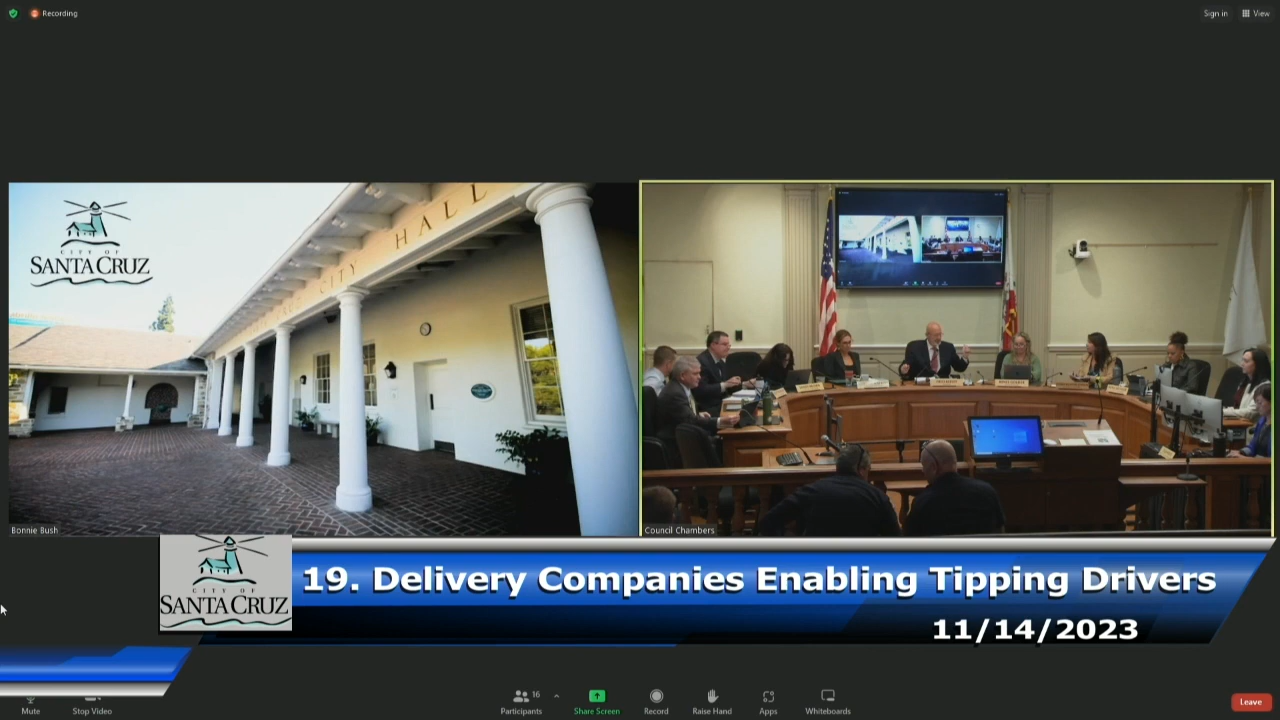 Recording
Sign in
View
CITY OF
SANTA CRUZ
CITY HALL
Bonnie Bush
Council Chambers
CITY OF
SANTA CRUZ
19. Delivery Companies Enabling Tipping Drivers
11/14/2023
Mute
Stop Video
Participants
16
Share Screen
Record
Raise Hand
Apps
Whiteboards
Leave